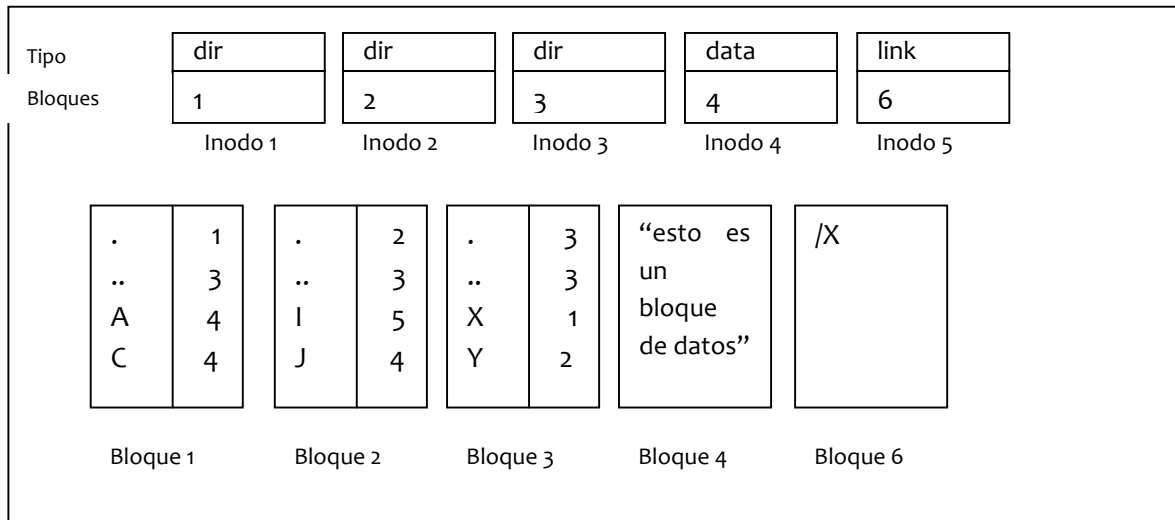 Tipo dir dir dir data link
Bloques 1 2 3 4 6
Inodo 1 Inodo 2 Inodo 3 Inodo 4 Inodo 5
. 1 . 2 . 3 “esto es /X
.. 3 .. 3 .. 3 un
A 4 I 5 X 1 bloque
C 4 J 4 Y 2 de datos”
Bloque 1 Bloque 2 Bloque 3 Bloque 4 Bloque 6